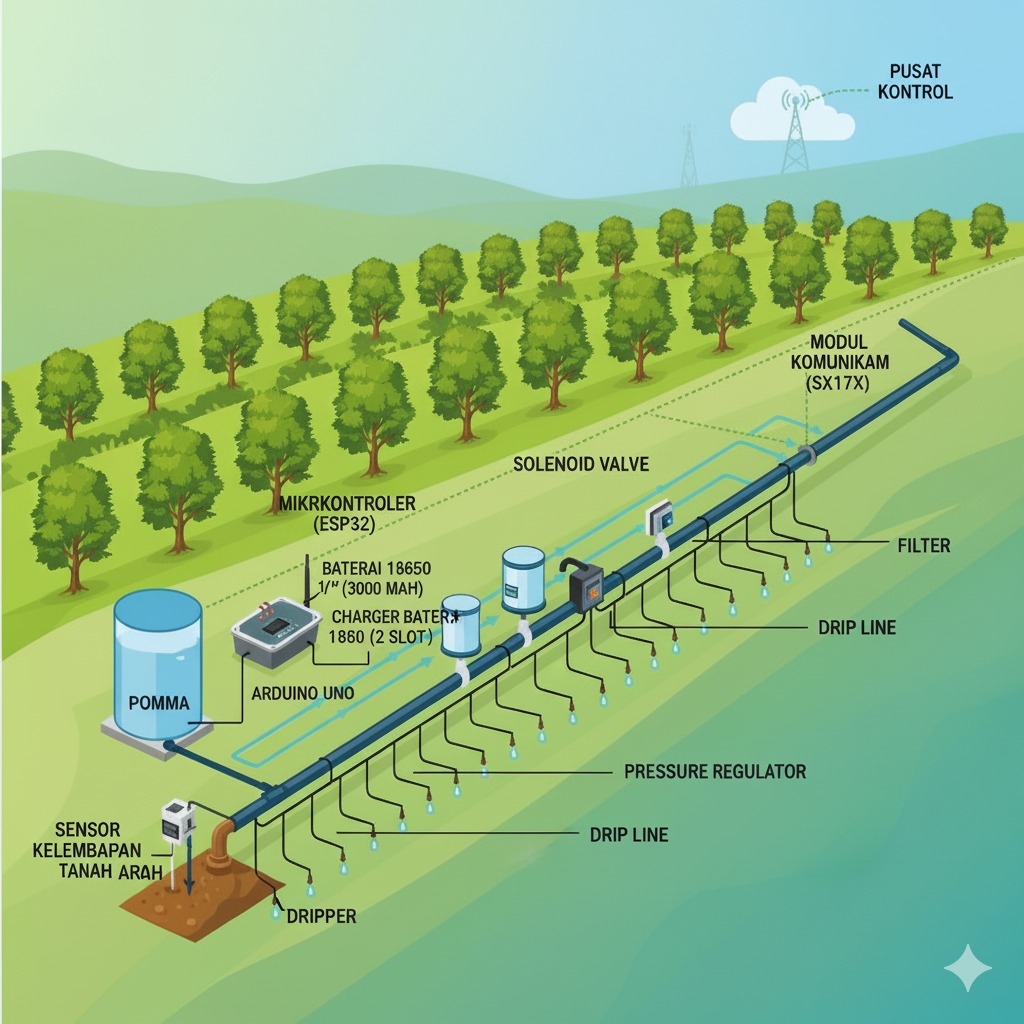 PUSAT
KONTROL
MODUL
KOMUNIKAM
(SX17X)
SOLENOID VALVE
MIKRKONTROLER
(ESP32)
BATERAI 18650
1/" (3000 MAH)
CHARGER BATER
1860 (2 SLOT)
FILTER
DRIP LINE
POMMA
ARDUINO UNO
PRESSURE REGULATOR
DRIP LINE
SENSOR
KELEMBAPAN
TANAH ARAH
DRIPPER